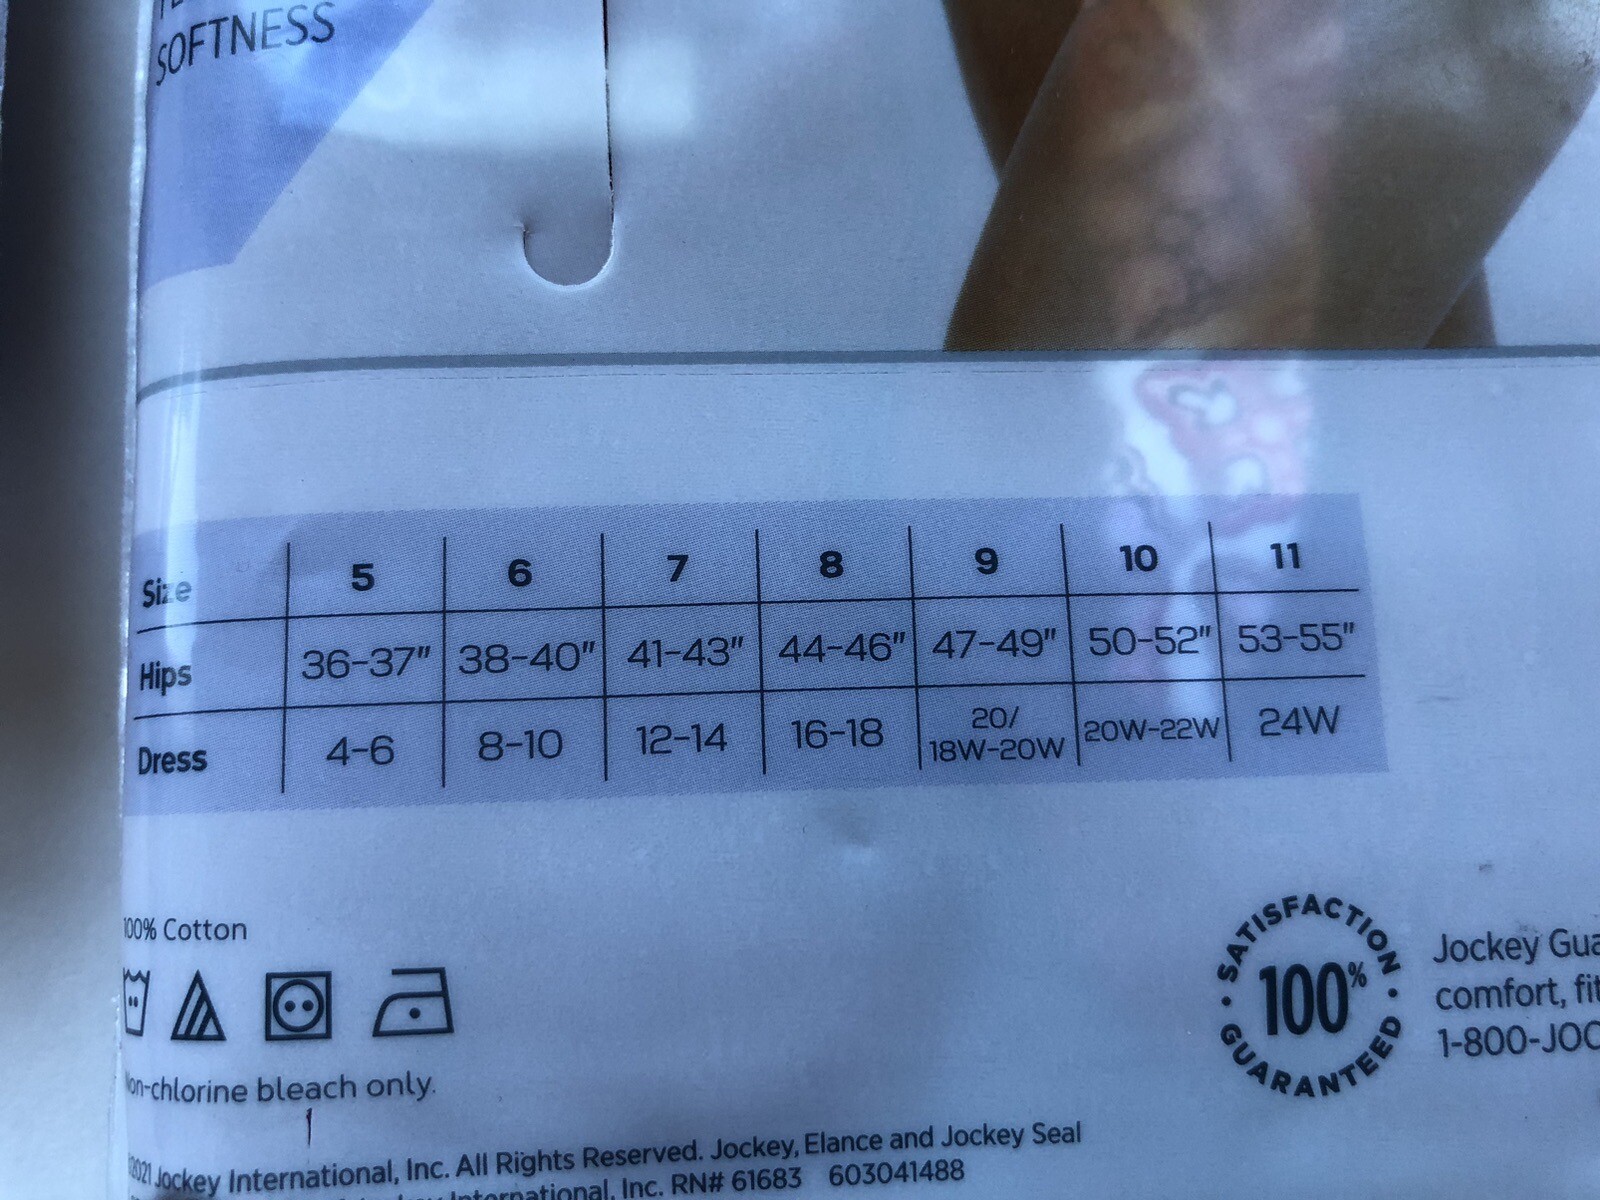 SOFTNESS
Size 5 6 7 8 9 10 11
Hips 36-37" 38-40" 41-43" 44-46" 47-49" 50-52" 53-55"
Dress 4-6 8-10 12-14 16-18 20/ 18W-20W 20W-22W 24W
100% Cotton
Non-chlorine bleach only.
SATISFACTION
100%
GUARANTEED
Jockey Gua
comfort, fit
1-800-JOC
©2021 Jockey International, Inc. All Rights Reserved. Jockey, Elance and Jockey Seal
Jockey International, Inc. RN# 61683 603041488